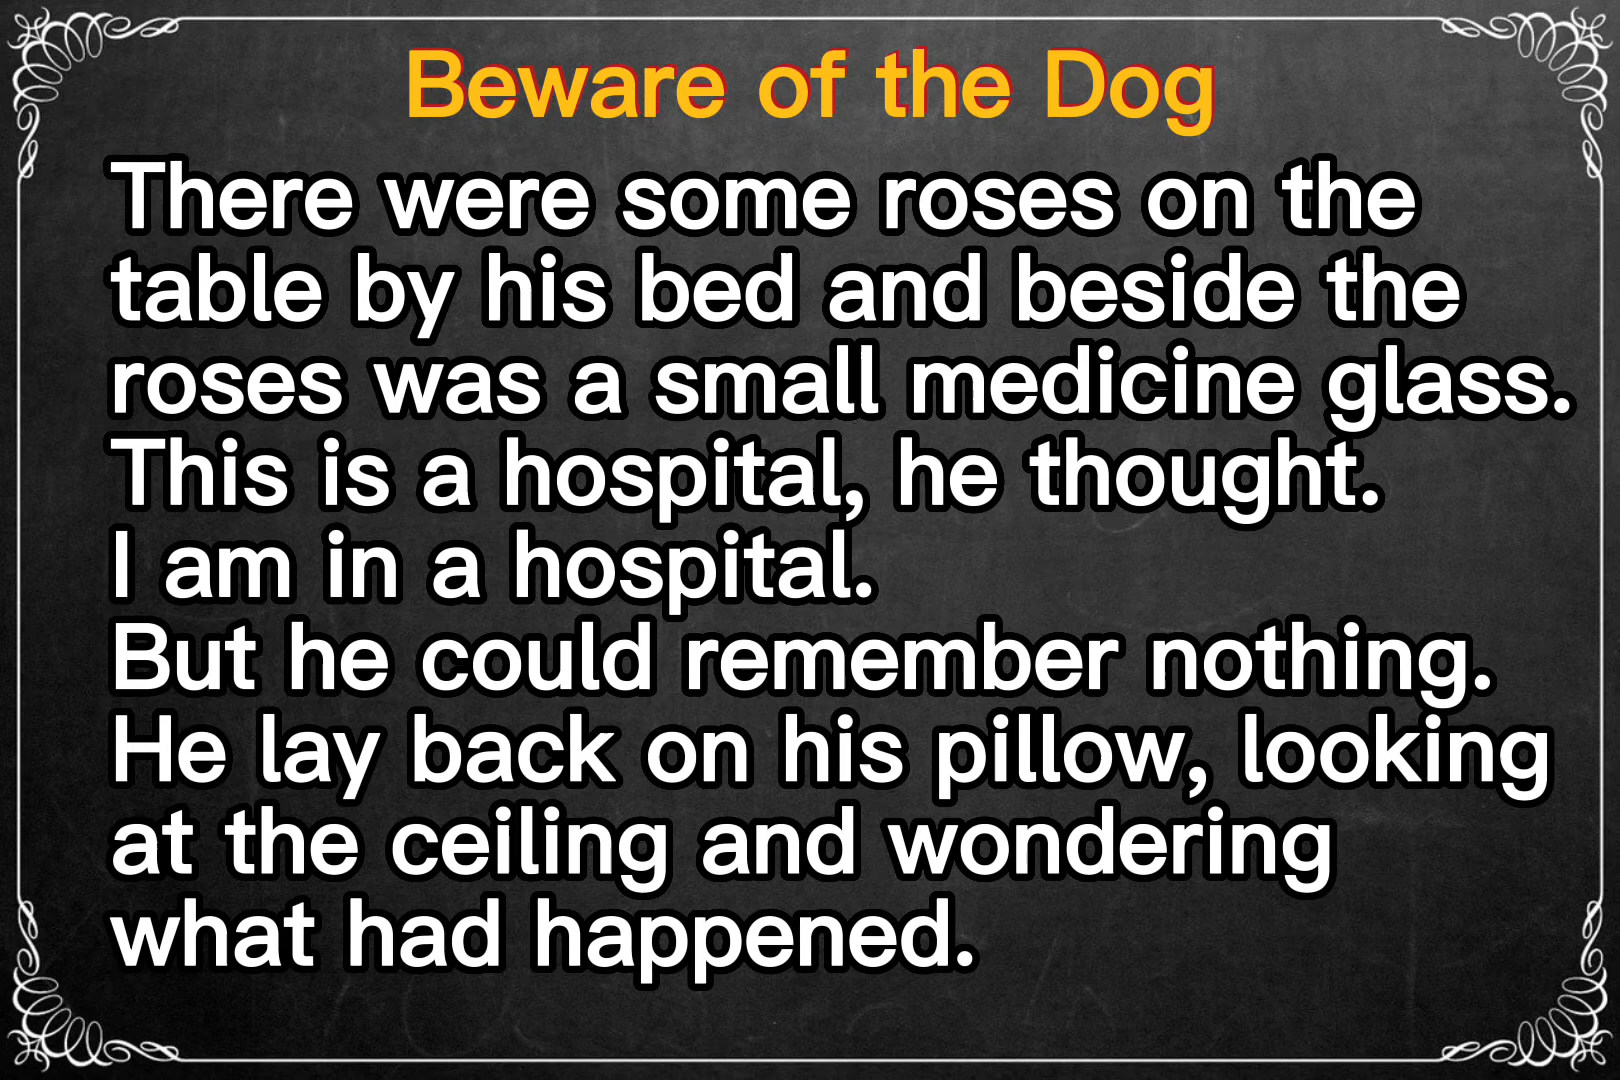 Beware of the Dog
There were some roses on the
table by his bed and beside the
roses was a small medicine glass.
This is a hospital, he thought.
I am in a hospital.
But he could remember nothing.
He lay back on his pillow, looking
at the ceiling and wondering
what had happened.